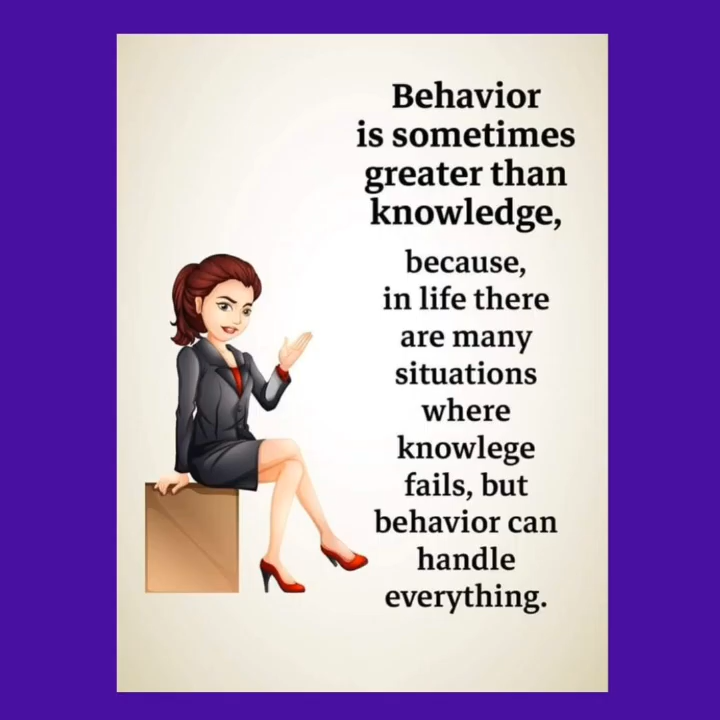 Behavior
is sometimes
greater than
knowledge,
because,
in life there
are many
situations
where
knowlege
fails, but
behavior can
handle
everything.